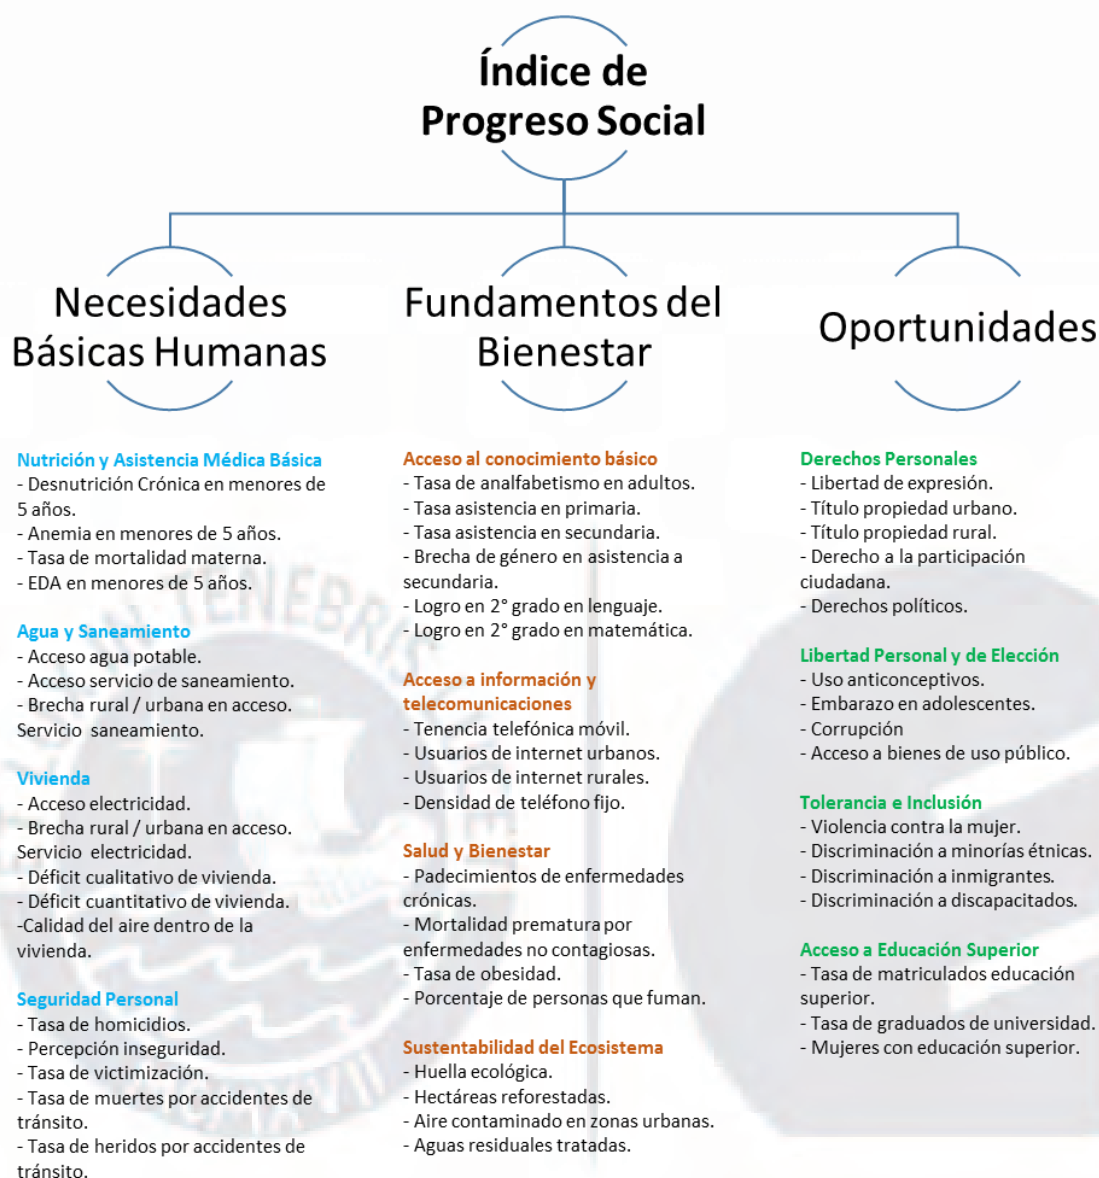 Índice de
Progreso Social
Necesidades
Básicas Humanas
Nutrición y Asistencia Médica Básica
- Desnutrición Crónica en menores de
5 años.
- Anemia en menores de 5 años.
- Tasa de mortalidad materna.
- EDA en menores de 5 años.
Agua y Saneamiento
- Acceso agua potable.
- Acceso servicio de saneamiento.
- Brecha rural / urbana en acceso.
Servicio saneamiento.
Vivienda
- Acceso electricidad.
- Brecha rural / urbana en acceso.
Servicio electricidad.
- Déficit cualitativo de vivienda.
- Déficit cuantitativo de vivienda.
-Calidad del aire dentro de la
vivienda.
Seguridad Personal
- Tasa de homicidios.
- Percepción inseguridad.
- Tasa de victimización.
- Tasa de muertes por accidentes de
tránsito.
- Tasa de heridos por accidentes de
tránsito.
Fundamentos del
Bienestar
Acceso al conocimiento básico
- Tasa de analfabetismo en adultos.
- Tasa asistencia en primaria.
- Tasa asistencia en secundaria.
- Brecha de género en asistencia a
secundaria.
- Logro en 2° grado en lenguaje.
- Logro en 2° grado en matemática.
Acceso a información y
telecomunicaciones
- Tenencia telefónica móvil.
- Usuarios de internet urbanos.
- Usuarios de internet rurales.
- Densidad de teléfono fijo.
Salud y Bienestar
- Padecimientos de enfermedades
crónicas.
- Mortalidad prematura por
enfermedades no contagiosas.
- Tasa de obesidad.
- Porcentaje de personas que fuman.
Sustentabilidad del Ecosistema
- Huella ecológica.
- Hectáreas reforestadas.
- Aire contaminado en zonas urbanas.
- Aguas residuales tratadas.
Oportunidades
Derechos Personales
- Libertad de expresión.
- Título propiedad urbano.
- Título propiedad rural.
- Derecho a la participación
ciudadana.
- Derechos políticos.
Libertad Personal y de Elección
- Uso anticonceptivos.
- Embarazo en adolescentes.
- Corrupción
- Acceso a bienes de uso público.
Tolerancia e Inclusión
- Violencia contra la mujer.
- Discriminación a minorías étnicas.
- Discriminación a inmigrantes.
- Discriminación a discapacitados.
Acceso a Educación Superior
- Tasa de matriculados educación
superior.
- Tasa de graduados de universidad.
- Mujeres con educación superior.
TENEBRIS